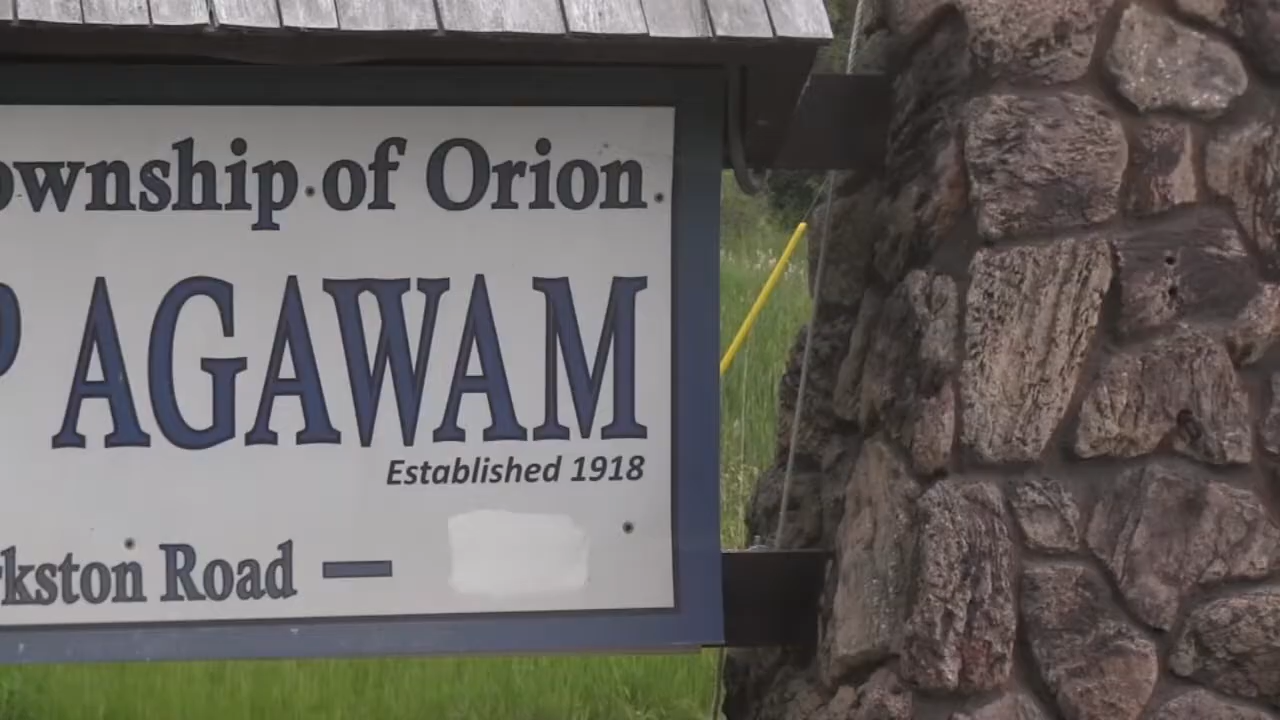 ownship of Orion
P AGAWAM
Established 1918
kston Road —